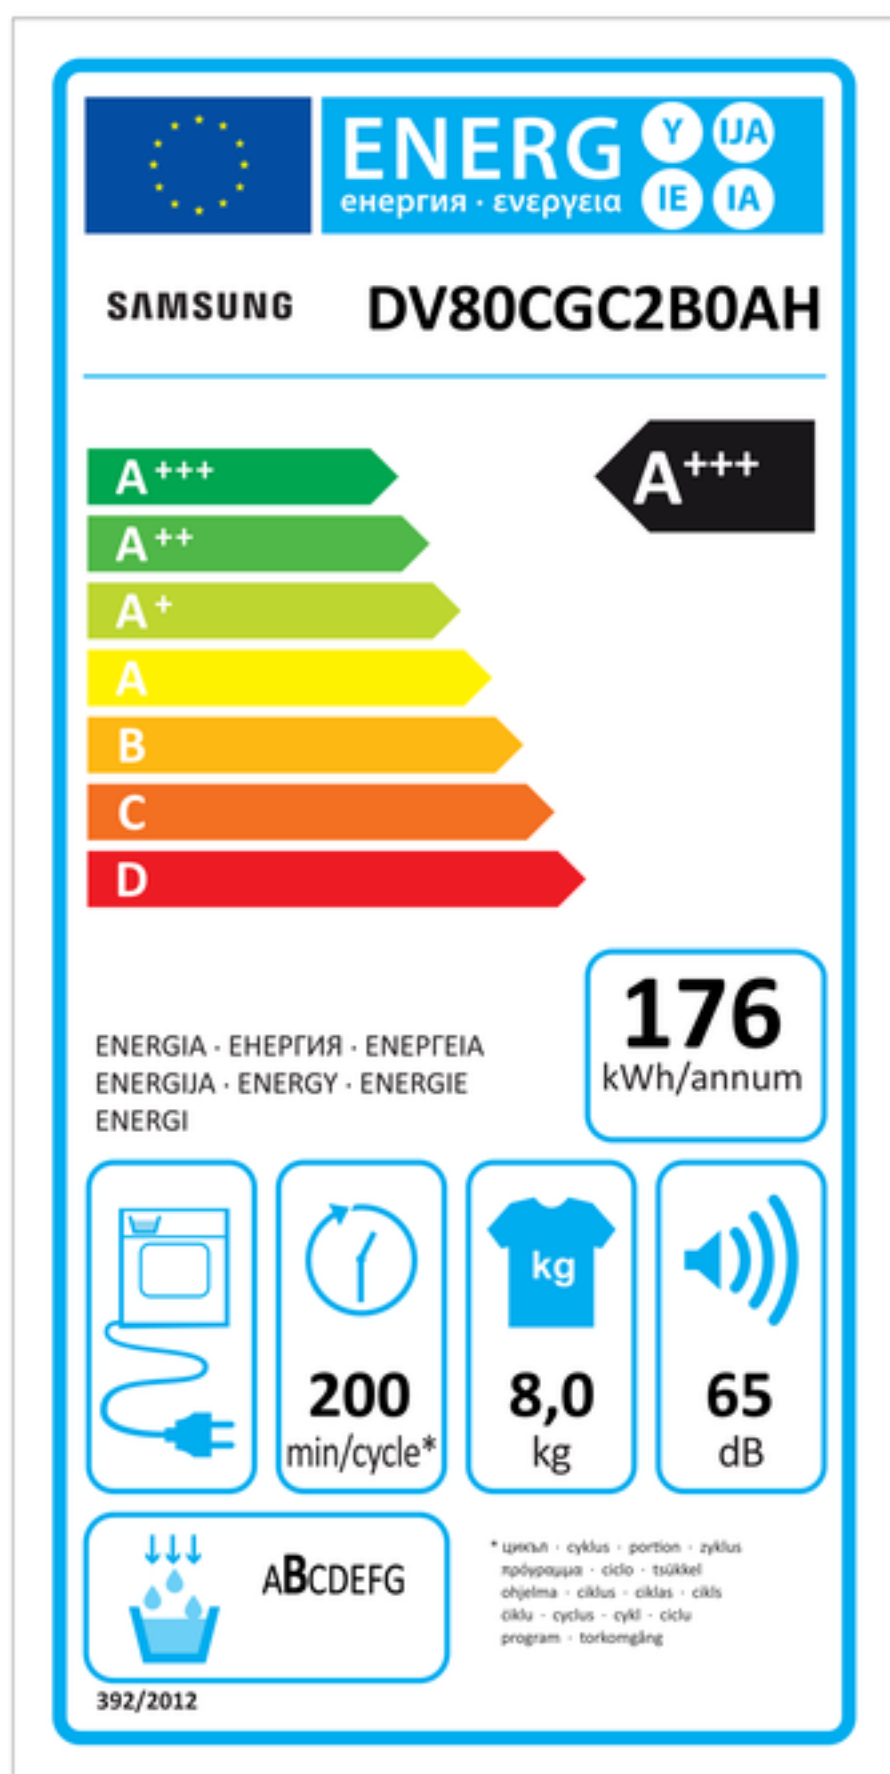 ENERG Y IJA
енергия · ενεργεια IE IA
SAMSUNG DV80CGC2B0AH
A+++ A+++
A++
A+
A
B
C
D
176
kWh/annum
ENERGIA · ЕНЕРГИЯ · ΕΝΕΡΓΕΙΑ
ENERGIJA · ENERGY · ENERGIE
ENERGI
kg
200
min/cycle*
8,0
kg
65
dB
ABCDEFG
* цикъл · cyklus · portion · zyklus
πρόγραμμα · ciclo · tsükkel
ohjelma · ciklus · ciklas · cikls
ċiklu · cyclus · cykl · ciclu
program · torkomgång
392/2012